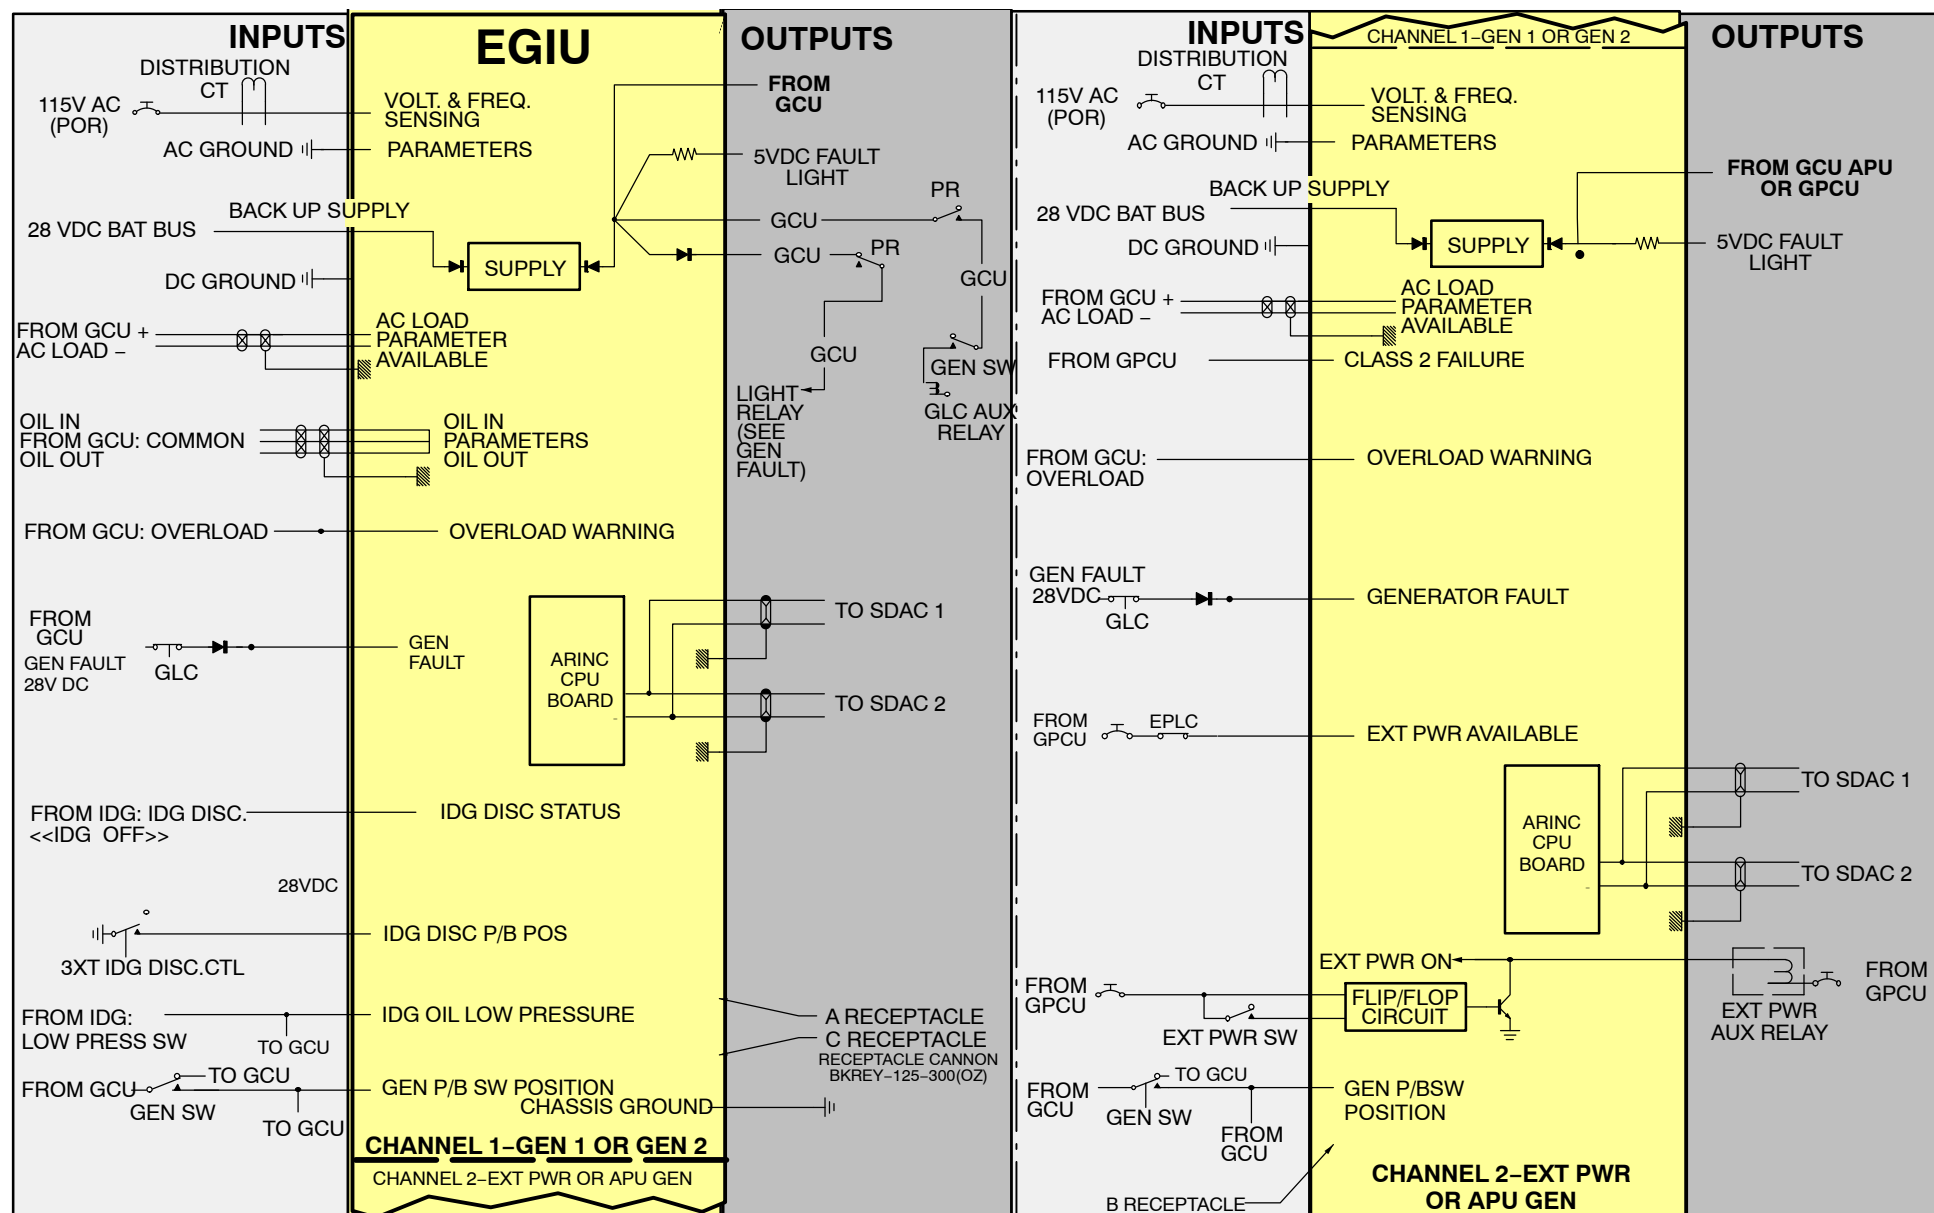 INPUTS
EGIU
OUTPUTS
DISTRIBUTION
CT
115V AC
(POR)
VOLT. & FREQ.
SENSING
AC GROUND
PARAMETERS
FROM
GCU
5VDC FAULT
LIGHT
BACK UP SUPPLY
28 VDC BAT BUS
SUPPLY
DC GROUND
GCU
PR
GCU
PR
GCU
GCU
FROM GCU +
AC LOAD –
AC LOAD
PARAMETER
AVAILABLE
GEN SW
GLC AUX
RELAY
LIGHT
RELAY
(SEE
GEN
FAULT)
OIL IN
FROM GCU: COMMON
OIL OUT
OIL IN
PARAMETERS
OIL OUT
FROM GCU: OVERLOAD
OVERLOAD WARNING
FROM
GCU
GEN FAULT
28V DC
GLC
GEN
FAULT
ARINC
CPU
BOARD
TO SDAC 1
TO SDAC 2
FROM IDG: IDG DISC.
<<IDG OFF>>
IDG DISC STATUS
28VDC
3XT IDG DISC.CTL
IDG DISC P/B POS
FROM IDG:
LOW PRESS SW
TO GCU
IDG OIL LOW PRESSURE
A RECEPTACLE
C RECEPTACLE
RECEPTACLE CANNON
BKREY–125–300(OZ)
FROM GCU
TO GCU
GEN SW
TO GCU
GEN P/B SW POSITION
CHASSIS GROUND
CHANNEL 1–GEN 1 OR GEN 2
CHANNEL 2–EXT PWR OR APU GEN
INPUTS
CHANNEL 1–GEN 1 OR GEN 2
OUTPUTS
DISTRIBUTION
CT
115V AC
(POR)
VOLT. & FREQ.
SENSING
AC GROUND
PARAMETERS
FROM GCU APU
OR GPCU
BACK UP SUPPLY
28 VDC BAT BUS
SUPPLY
DC GROUND
5VDC FAULT
LIGHT
FROM GCU +
AC LOAD –
AC LOAD
PARAMETER
AVAILABLE
FROM GPCU
CLASS 2 FAILURE
FROM GCU:
OVERLOAD
OVERLOAD WARNING
GEN FAULT
28VDC
GLC
GENERATOR FAULT
FROM
GPCU
EPLC
EXT PWR AVAILABLE
ARINC
CPU
BOARD
TO SDAC 1
TO SDAC 2
EXT PWR ON
FROM
GPCU
FLIP/FLOP
CIRCUIT
EXT PWR SW
FROM
GPCU
EXT PWR
AUX RELAY
FROM
GCU
TO GCU
GEN SW
FROM
GCU
GEN P/BSW
POSITION
B RECEPTACLE
CHANNEL 2–EXT PWR
OR APU GEN